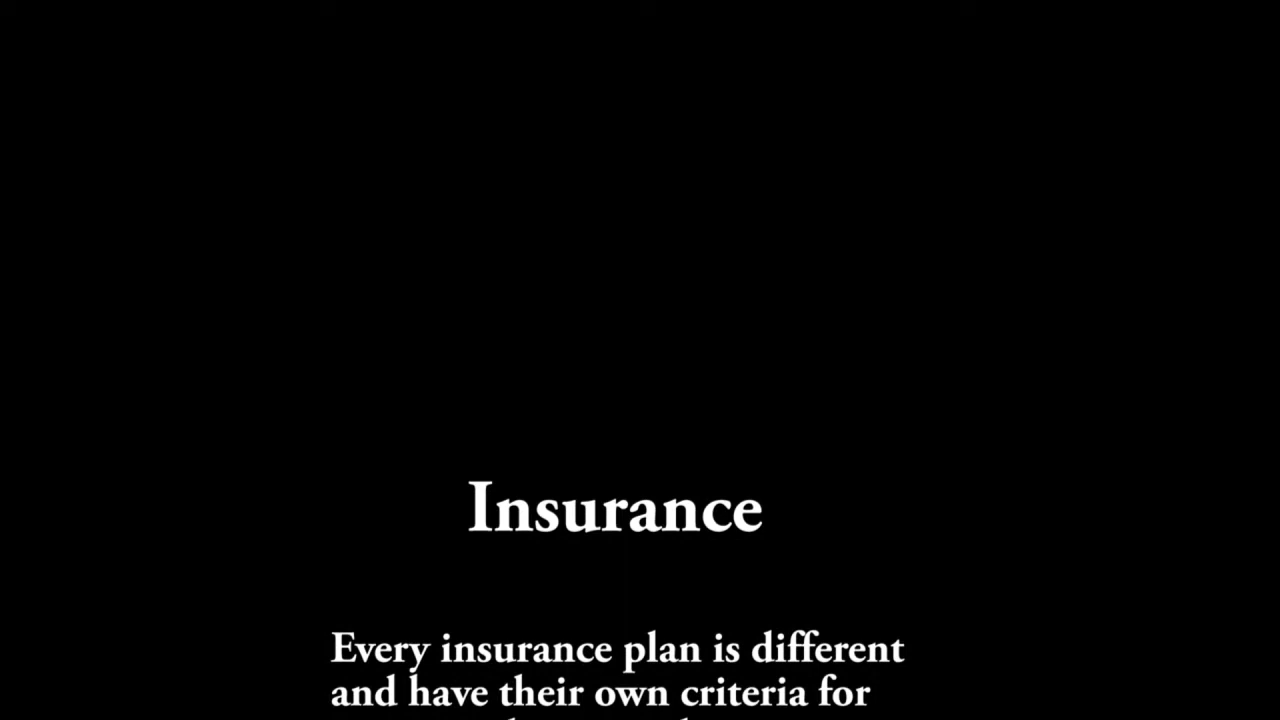 Insurance
Every insurance plan is different
and have their own criteria for